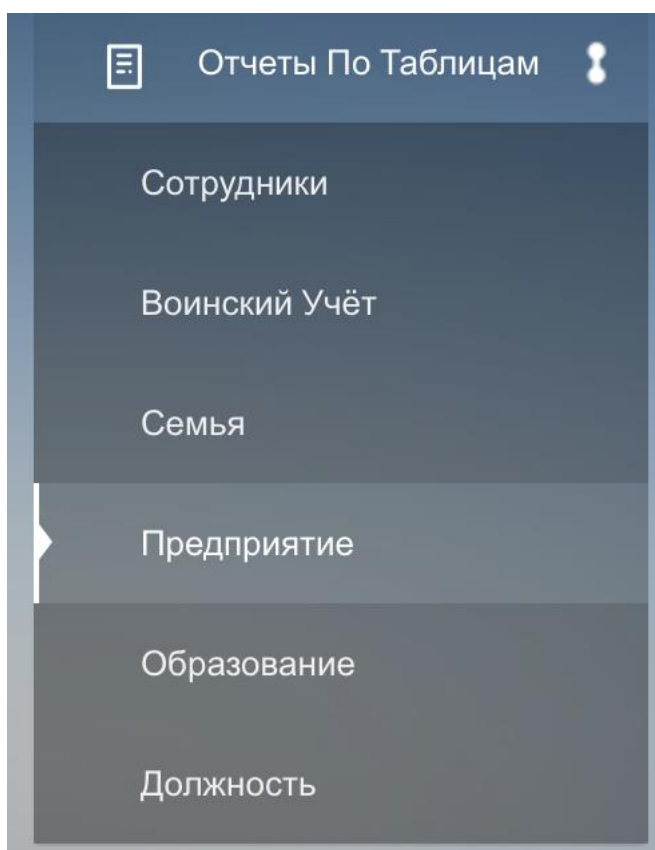 Отчеты По Таблицам
Сотрудники
Воинский Учёт
Семья
Предприятие
Образование
Должность